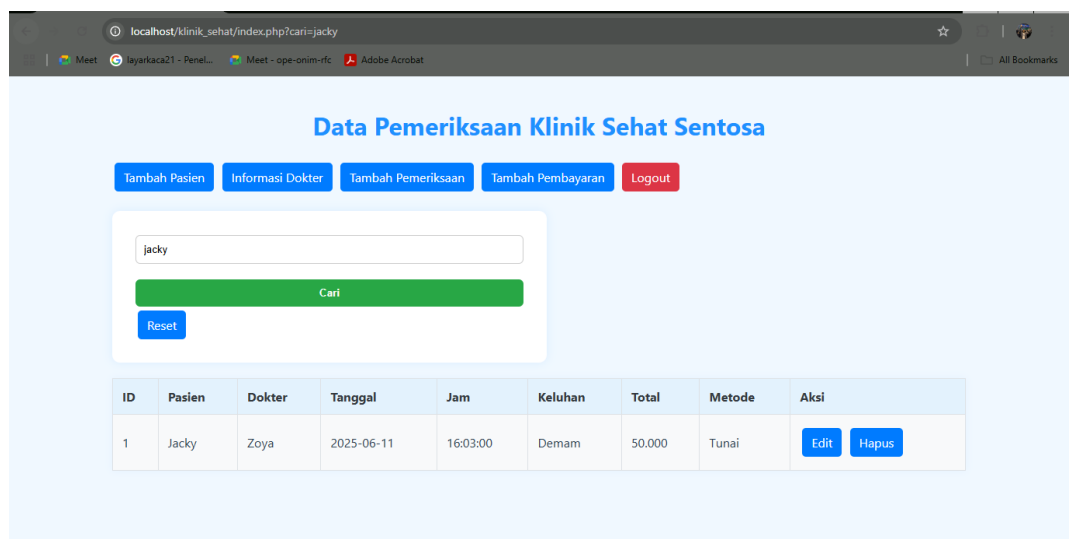 localhost/klinik_sehat/index.php?cari=jacky
Meet layarkaca21 - Penel... Meet - ope-onim-rfc Adobe Acrobat All Bookmarks
Data Pemeriksaan Klinik Sehat Sentosa
Tambah Pasien Informasi Dokter Tambah Pemeriksaan Tambah Pembayaran Logout
jacky
Cari
Reset
ID Pasien Dokter Tanggal Jam Keluhan Total Metode Aksi
1 Jacky Zoya 2025-06-11 16:03:00 Demam 50.000 Tunai Edit Hapus